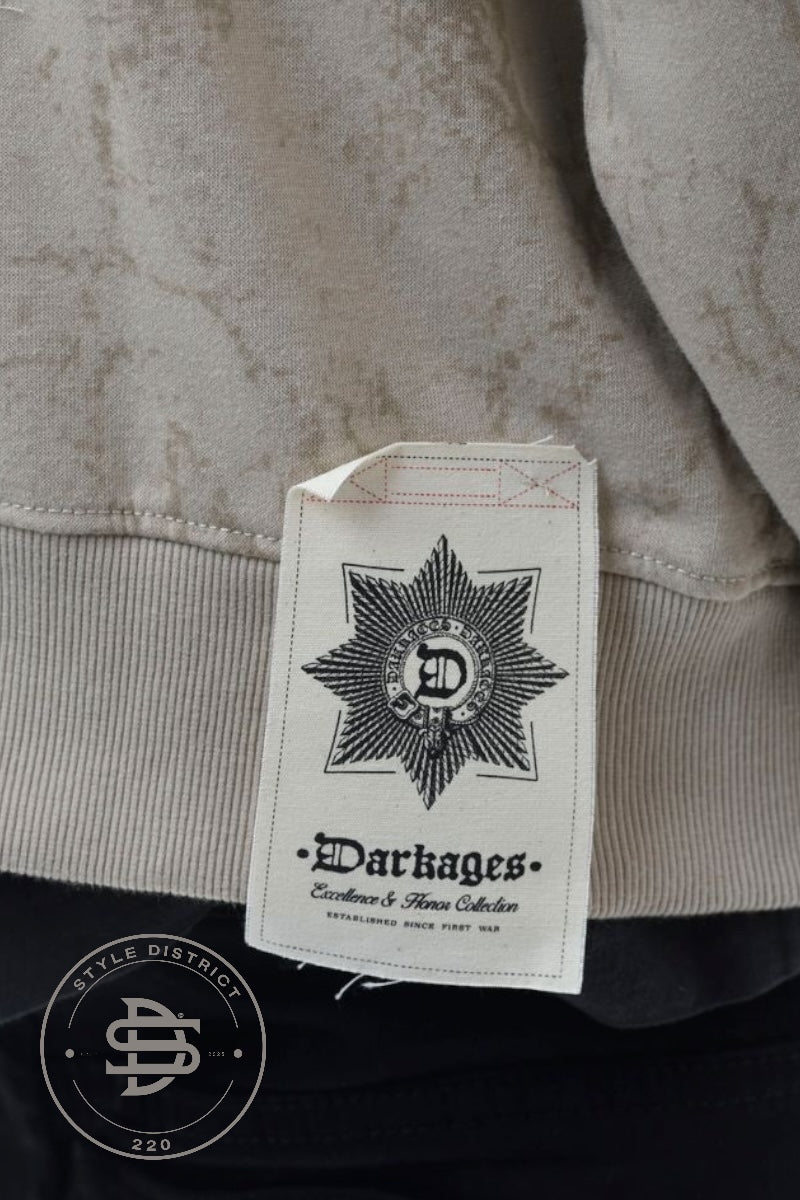 DARKAGES · DARKAGES
D
·Darkages·
Excellence & Honor Collection
ESTABLISHED SINCE FIRST WAR
STYLE DISTRICT
SD
220